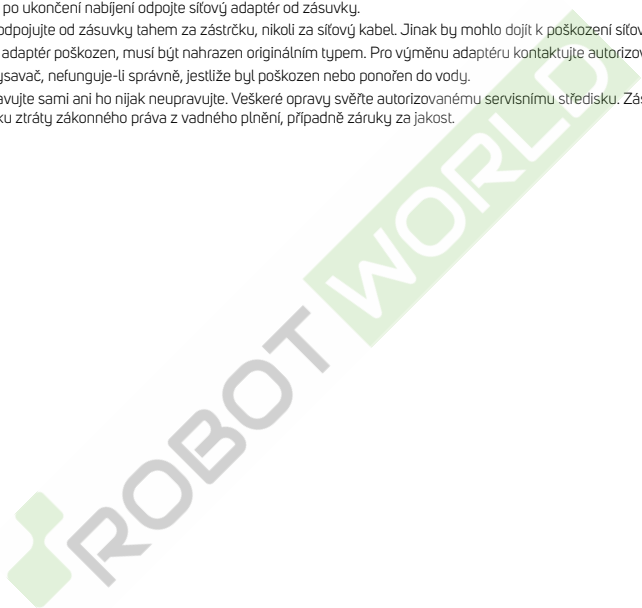 po ukončení nabíjení odpojte síťový adaptér od zásuvky.
odpojujte od zásuvky tahem za zástrčku, nikoli za síťový kabel. Jinak by mohlo dojít k poškození síťov
adaptér poškozen, musí být nahrazen originálním typem. Pro výměnu adaptéru kontaktujte autorizov
ysavač, nefunguje-li správně, jestliže byl poškozen nebo ponořen do vody.
avujte sami ani ho nijak neupravujte. Veškeré opravy svěřte autorizovanému servisnímu středisku. Zás
ku ztráty zákonného práva z vadného plnění, případně záruky za jakost.
ROBOT WORLD